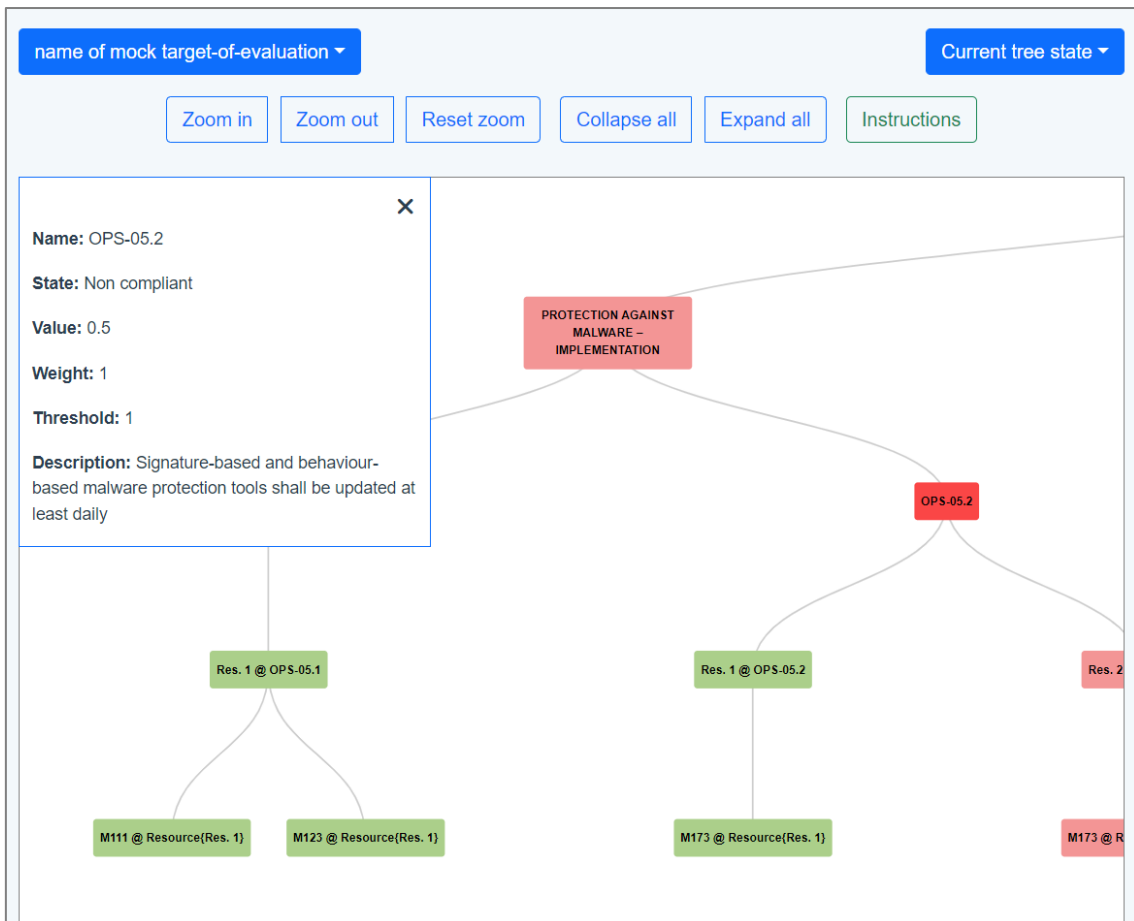 name of mock target-of-evaluation
Current tree state
Zoom in
Zoom out
Reset zoom
Collapse all
Expand all
Instructions
Name: OPS-05.2
State: Non compliant
Value: 0.5
Weight: 1
Threshold: 1
Description: Signature-based and behaviour-
based malware protection tools shall be updated at
least daily
PROTECTION AGAINST
MALWARE –
IMPLEMENTATION
OPS-05.2
Res. 1 @ OPS-05.1
Res. 1 @ OPS-05.2
Res. 2
M111 @ Resource{Res. 1}
M123 @ Resource{Res. 1}
M173 @ Resource{Res. 1}
M173 @ R